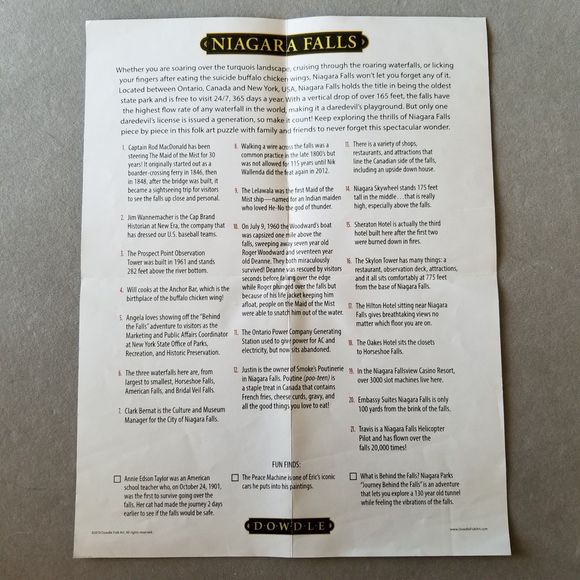 NIAGARA FALLS
Whether you are soaring over the turquois landscape, cruising through the roaring waterfalls, or licking
your fingers after eating the suicide buffalo chicken wings, Niagara Falls won't let you forget any of it.
Located between Ontario, Canada and New York, USA, Niagara Falls holds the title in being the oldest
state park and is free to visit 24/7, 365 days a year. With a vertical drop of over 165 feet, the falls have
the highest flow rate of any waterfall in the world, making it a daredevil's playground. But only one
daredevil's license is issued a generation, so make it count! Keep exploring the thrills of Niagara Falls
piece by piece in this folk art puzzle with family and friends to never forget this spectacular wonder.
1. Captain Rod MacDonald has been
steering The Maid of the Mist for 30
years! It originally started out as a
boarder-crossing ferry in 1846, then
in 1848, after the bridge was built, it
became a sightseeing trip for visitors
to see the falls up close and personal.
2. Jim Wannemacher is the Cap Brand
Historian at New Era, the company that
has dressed our U.S. baseball teams.
3. The Prospect Point Observation
Tower was built in 1961 and stands
282 feet above the river bottom.
4. Will cooks at the Anchor Bar, which is the
birthplace of the buffalo chicken wing!
5. Angela loves showing off the "Behind
the Falls" adventure to visitors as the
Marketing and Public Affairs Coordinator
at New York State Office of Parks,
Recreation, and Historic Preservation.
6. The three waterfalls here are, from
largest to smallest, Horseshoe Falls,
American Falls, and Bridal Veil Falls.
7. Clark Bernat is the Culture and Museum
Manager for the City of Niagara Falls.
8. Walking a wire across the falls was a
common practice in the late 1800's but
was not allowed for 115 years until Nik
Wallenda did the feat again in 2012.
9. The Lelawala was the first Maid of the
Mist ship—named for an Indian maiden
who loved He-No the god of thunder.
10. On July 9, 1960 the Woodward's boat
was capsized one mile above the
falls, sweeping away seven year old
Roger Woodward and seventeen year
old Deanne. They both miraculously
survived! Deanne was rescued by visitors
seconds before falling over the edge
while Roger plunged over the falls but
because of his life jacket keeping him
afloat, people on the Maid of the Mist
were able to snatch him out of the water.
11. The Ontario Power Company Generating
Station used to give power for AC and
electricity, but now sits abandoned.
12. Justin is the owner of Smoke's Poutinerie
in Niagara Falls. Poutine (poo-teen) is
a staple treat in Canada that contains
French fries, cheese curds, gravy, and
all the good things you love to eat!
13. There is a variety of shops,
restaurants, and attractions that
line the Canadian side of the falls,
including an upside down house.
14. Niagara Skywheel stands 175 feet
tall in the middle…that is really
high, especially above the falls.
15. Sheraton Hotel is actually the third
hotel built here after the first two
were burned down in fires.
16. The Skylon Tower has many things: a
restaurant, observation deck, attractions,
and it all sits comfortably at 775 feet
from the base of Niagara Falls.
17. The Hilton Hotel sitting near Niagara
Falls gives breathtaking views no
matter which floor you are on.
18. The Oakes Hotel sits the closets
to Horseshoe Falls.
19. In the Niagara Fallsview Casino Resort,
over 3000 slot machines live here.
20. Embassy Suites Niagara Falls is only
100 yards from the brink of the falls.
21. Travis is a Niagara Falls Helicopter
Pilot and has flown over the falls
20,000 times!
FUN FINDS:
Annie Edson Taylor was an American
school teacher who, on October 24, 1901,
was the first to survive going over the
falls. Her cat had made the journey 2 days
earlier to see if the falls would be safe.
The Peace Machine is one of Eric's iconic
cars he puts into his paintings.
What is Behind the Falls? Niagara Parks
"Journey Behind the Falls" is an adventure
that lets you explore a 130 year old tunnel
while feeling the vibrations of the falls.
DOWDLE
Dowdle Folk Art. All rights reserved.
www.DowdleFolkArt.com